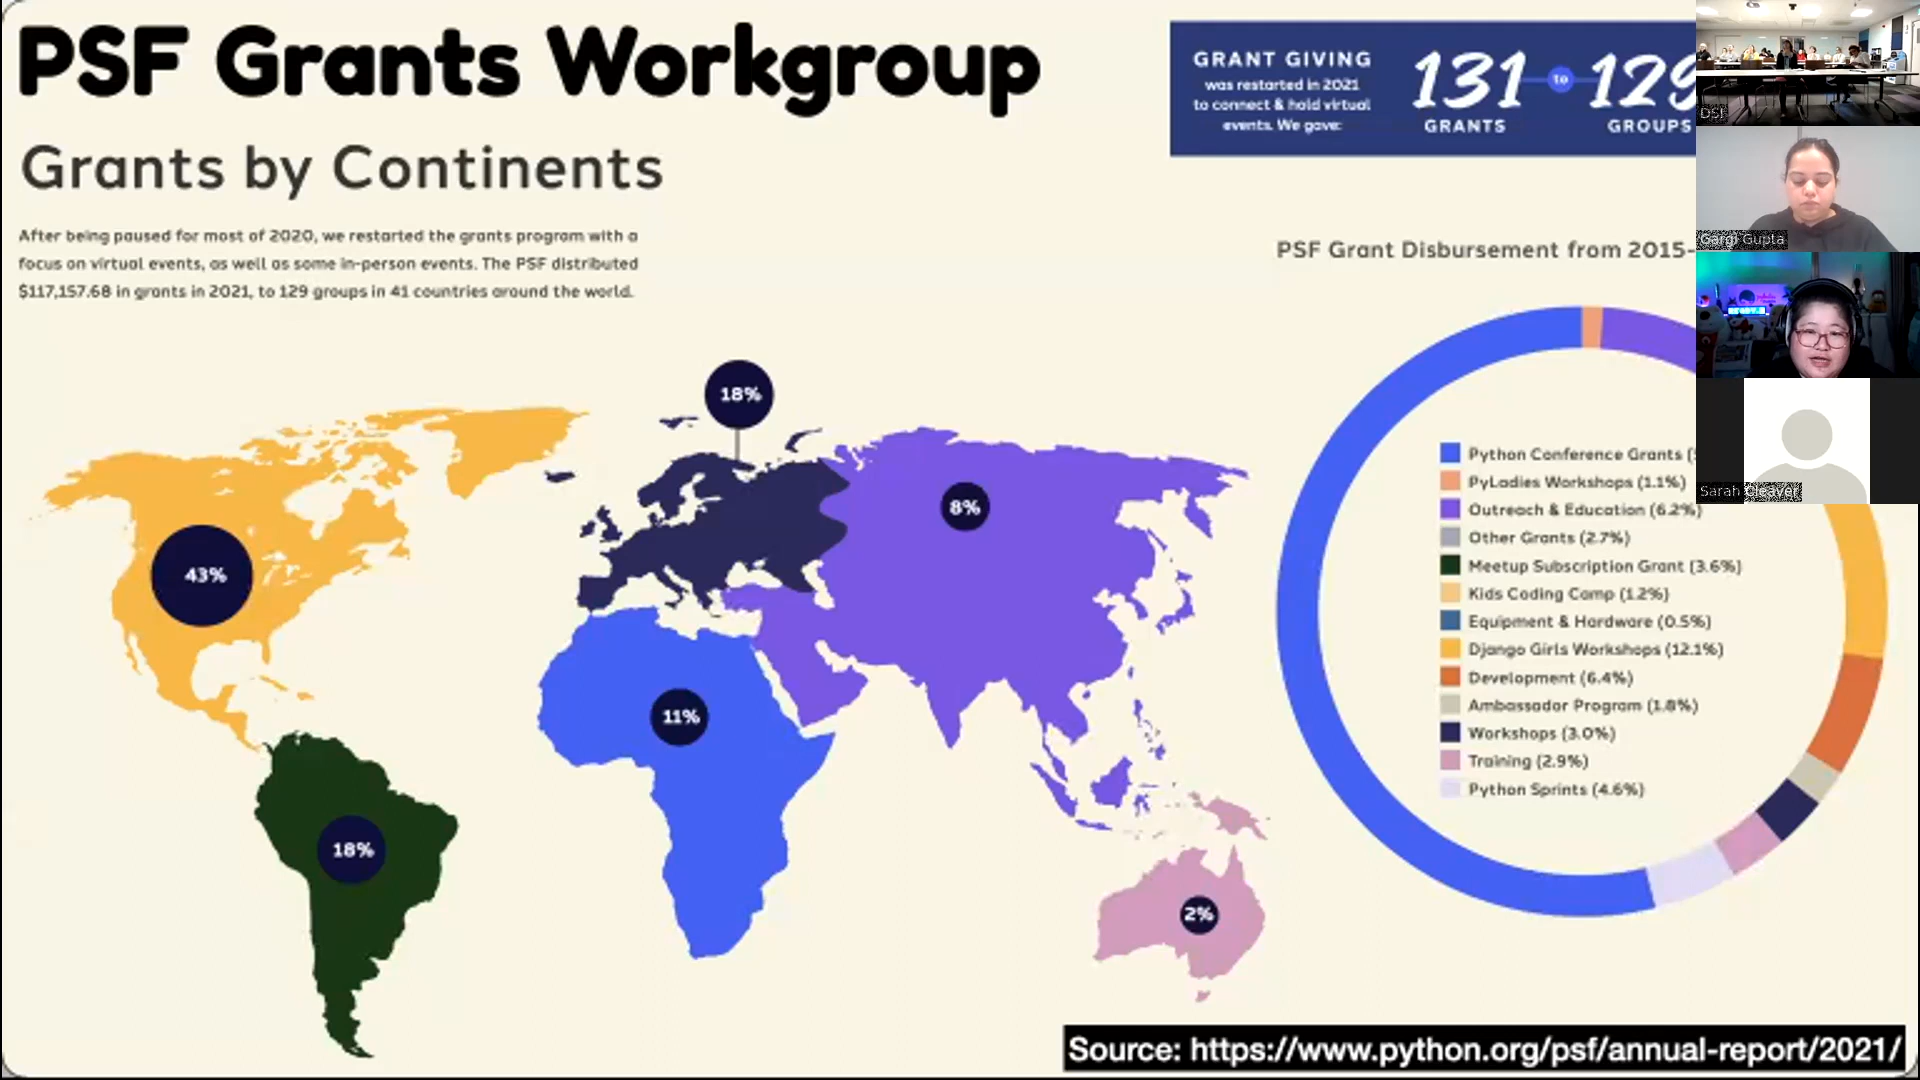 PSF Grants Workgroup
Grants by Continents
After being paused for most of 2020, we restarted the grants program with a
focus on virtual events, as well as some in-person events. The PSF distributed
$117,157.68 in grants in 2021, to 129 groups in 41 countries around the world.
GRANT GIVING
was restarted in 2021
to connect & hold virtual
events. We gave:
131
GRANTS
to
129
GROUPS
43%
18%
18%
11%
8%
2%
PSF Grant Disbursement from 2015-
Python Conference Grants (
PyLadies Workshops (1.1%)
Outreach & Education (6.2%)
Other Grants (2.7%)
Meetup Subscription Grant (3.6%)
Kids Coding Camp (1.2%)
Equipment & Hardware (0.5%)
Django Girls Workshops (12.1%)
Development (6.4%)
Ambassador Program (1.8%)
Workshops (3.0%)
Training (2.9%)
Python Sprints (4.6%)
Source: https://www.python.org/psf/annual-report/2021/
DSI
Gargi Gupta
Sarah Cleaver